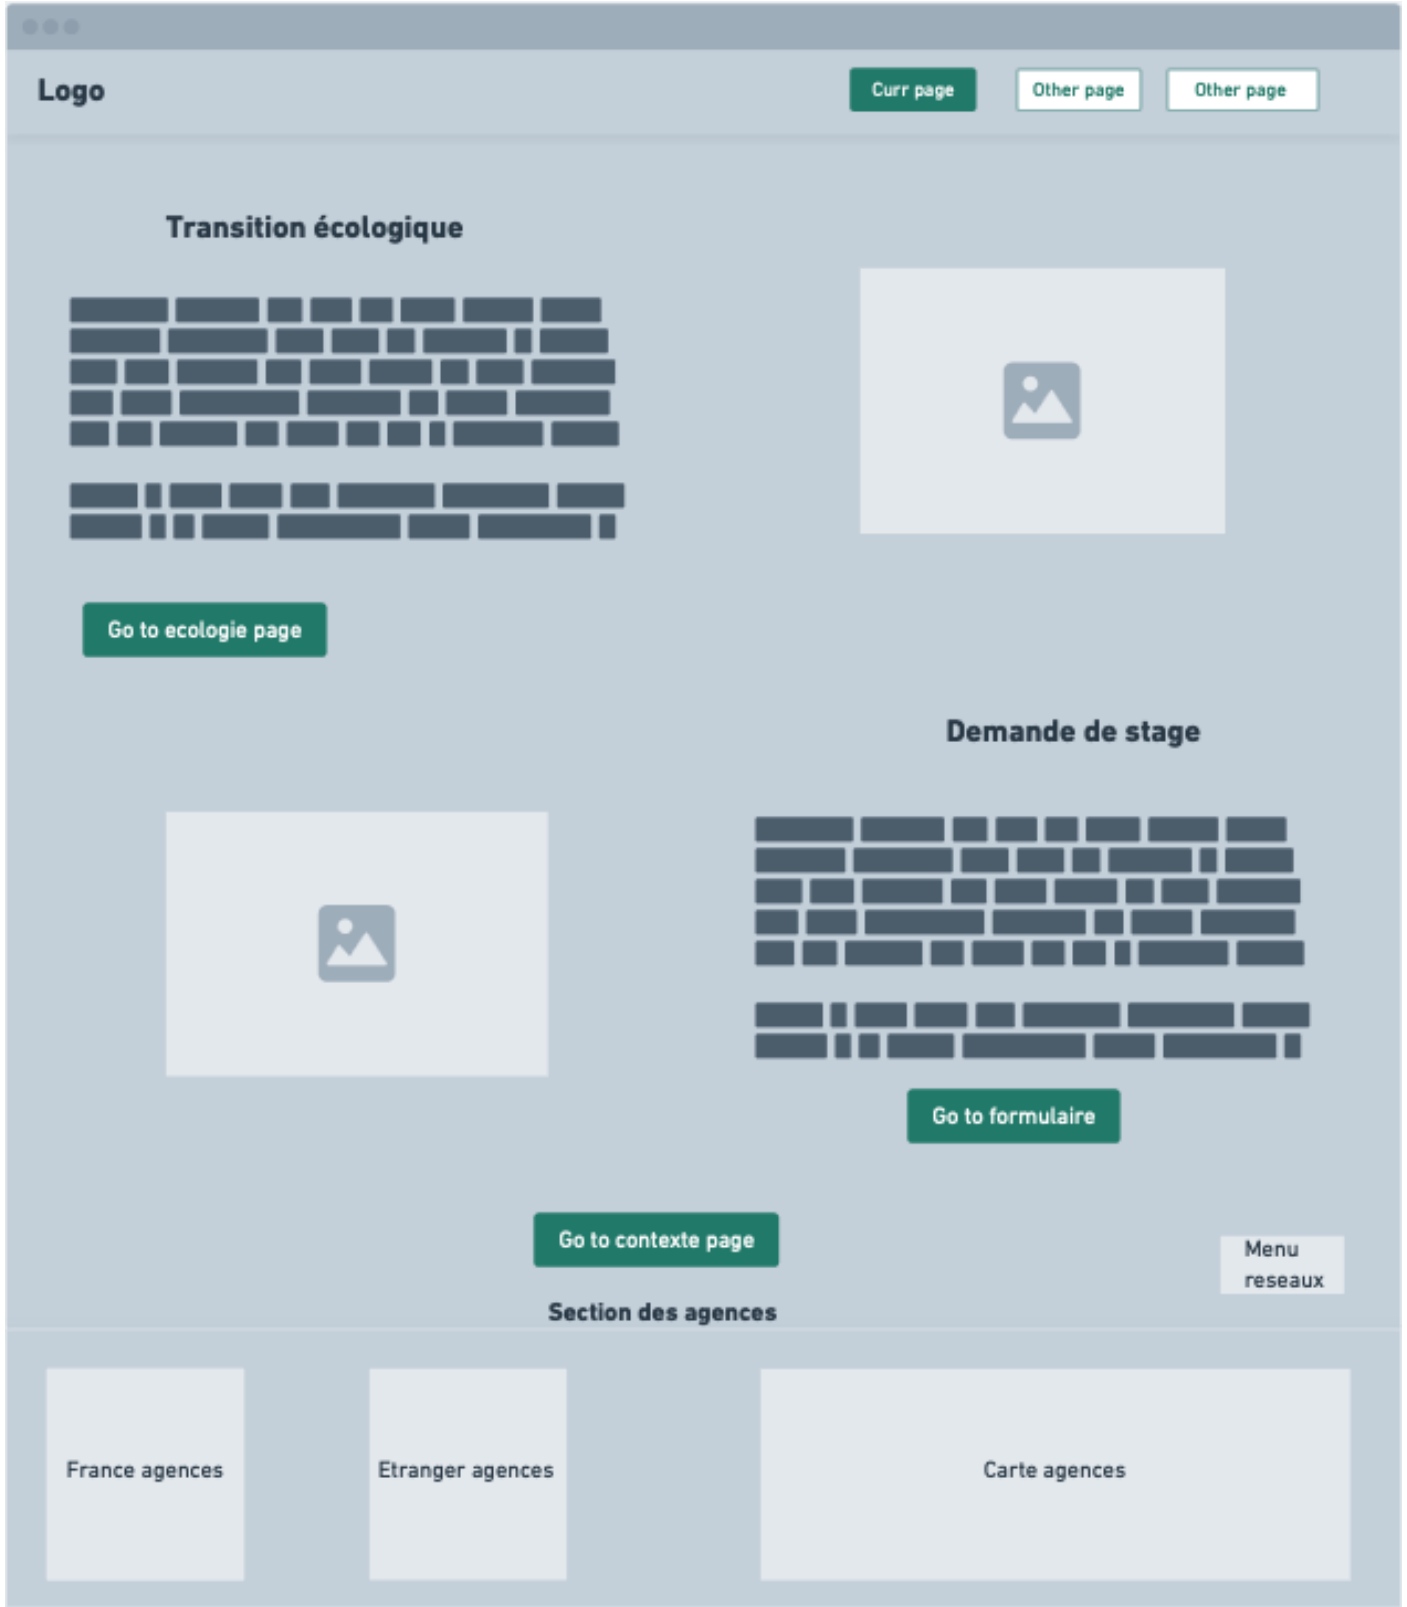 Logo
Curr page
Other page
Other page
Transition écologique
Go to ecologie page
Demande de stage
Go to formulaire
Go to contexte page
Menu
reseaux
Section des agences
France agences
Etranger agences
Carte agences